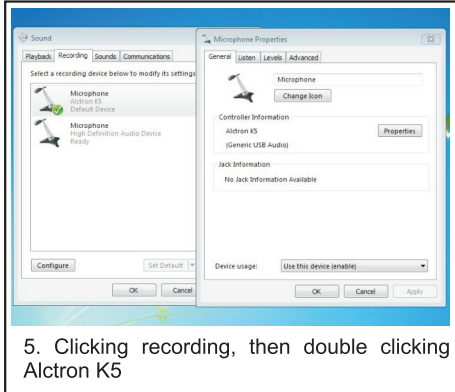 Sound
Playback Recording Sounds Communications
Select a recording device below to modify its settings
Microphone
Alctron K5
Default Device
Microphone
High Definition Audio Device
Ready
Configure Set Default
OK Cancel
Microphone Properties
General Listen Levels Advanced
Microphone
Change Icon
Controller Information
Alctron K5 Properties
(Generic USB Audio)
Jack Information
No Jack Information Available
Device usage: Use this device (enable)
OK Cancel Apply
5. Clicking recording, then double clicking
Alctron K5